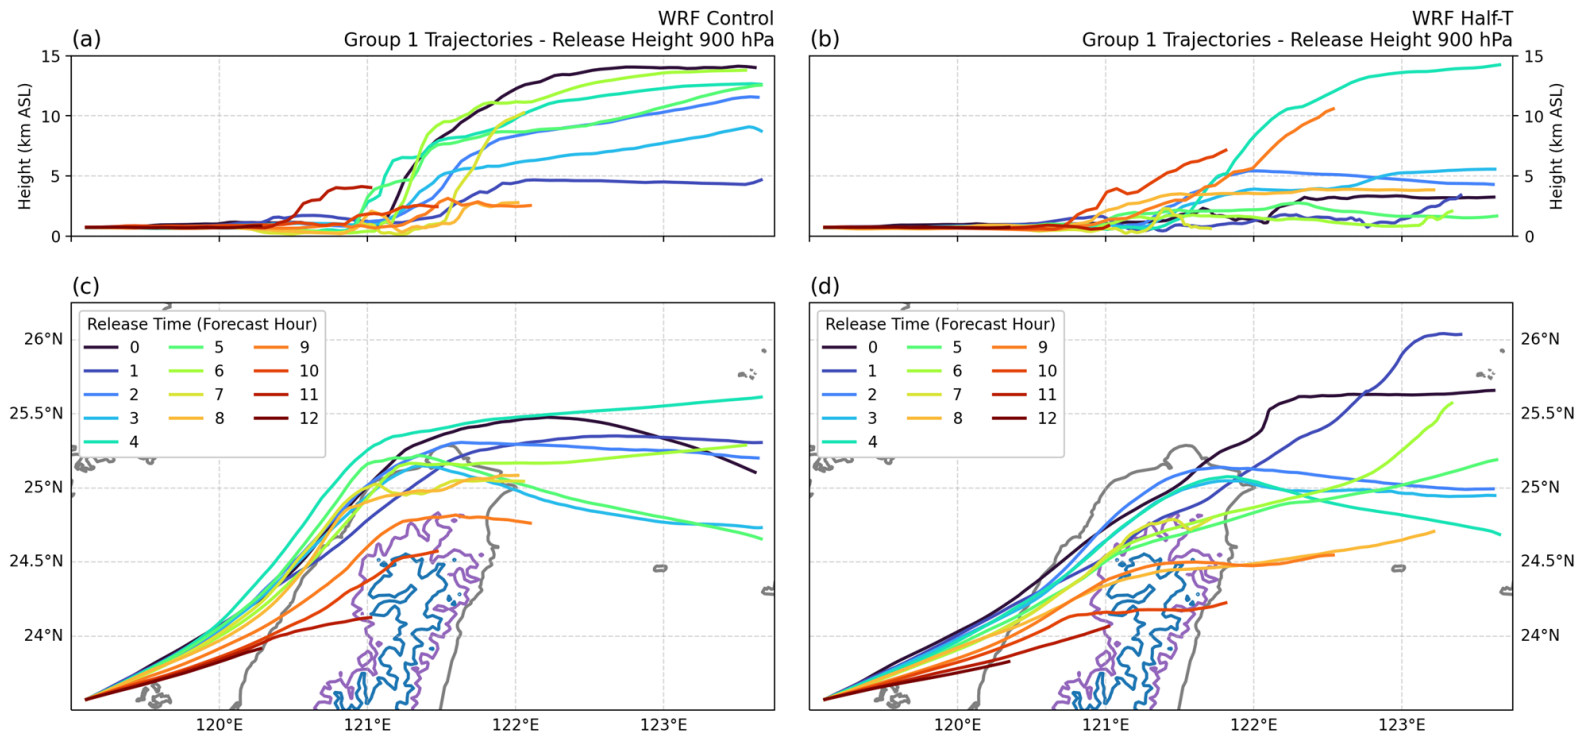 WRF Control
(a)
Group 1 Trajectories - Release Height 900 hPa
15
10
5
0
Height (km ASL)
WRF Half-T
(b)
Group 1 Trajectories - Release Height 900 hPa
15
10
5
0
Height (km ASL)
(c)
Release Time (Forecast Hour)
0 5 9
1 6 10
2 7 11
3 8 12
4
26°N
25.5°N
25°N
24.5°N
24°N
120°E 121°E 122°E 123°E
(d)
Release Time (Forecast Hour)
0 5 9
1 6 10
2 7 11
3 8 12
4
26°N
25.5°N
25°N
24.5°N
24°N
120°E 121°E 122°E 123°E